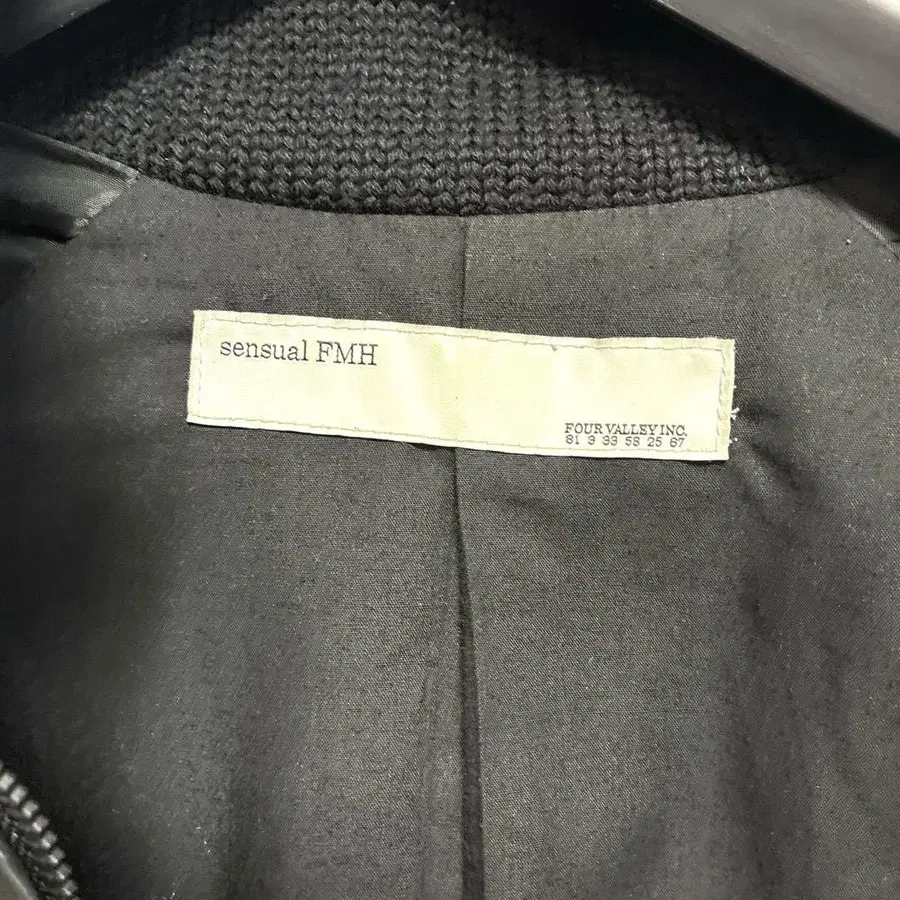 sensual FMH
FOUR VALLEY INC.
81 3 33 58 25 67